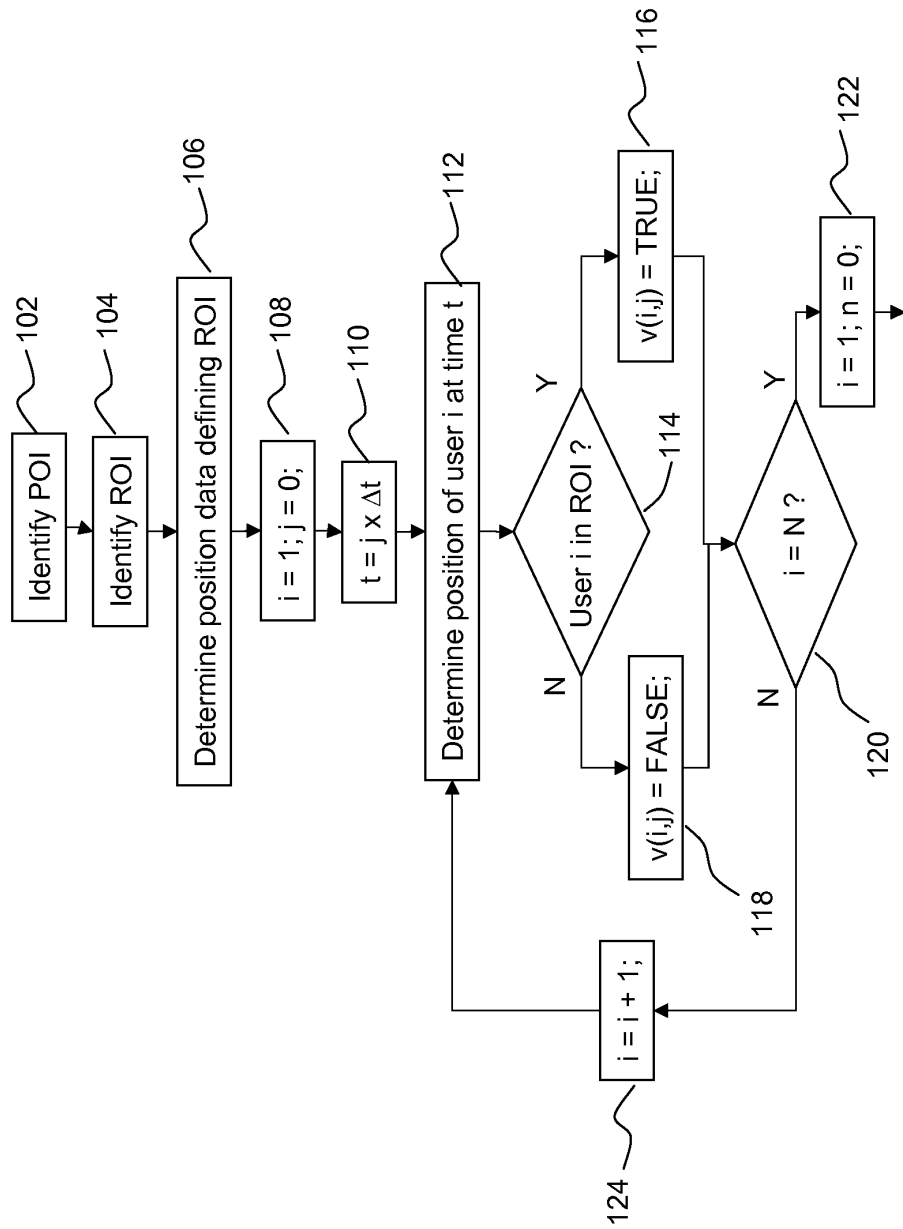 Identify POI
102
Identify ROI
104
Determine position data defining ROI
106
i = 1; j = 0;
108
t = j x Δt
110
Determine position of user i at time t
112
User i in ROI ?
114
Y
N
v(i,j) = TRUE;
116
v(i,j) = FALSE;
118
i = N ?
120
Y
N
i = 1; n = 0;
122
i = i + 1;
124